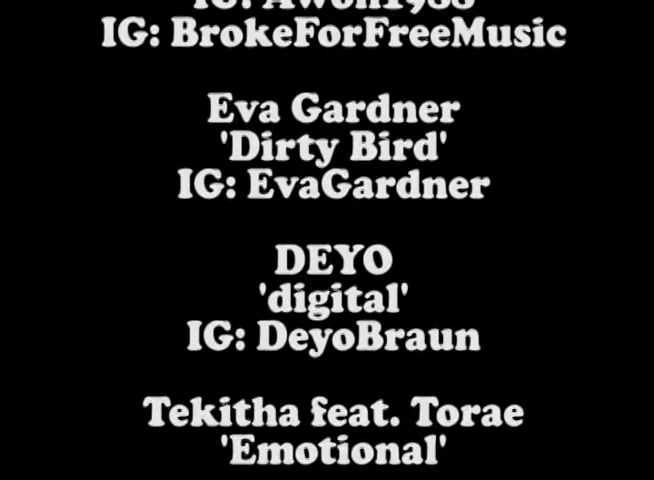 IG: BrokeForFreeMusic
Eva Gardner
'Dirty Bird'
IG: EvaGardner
DEYO
'digital'
IG: DeyoBraun
Tekitha feat. Torae
'Emotional'